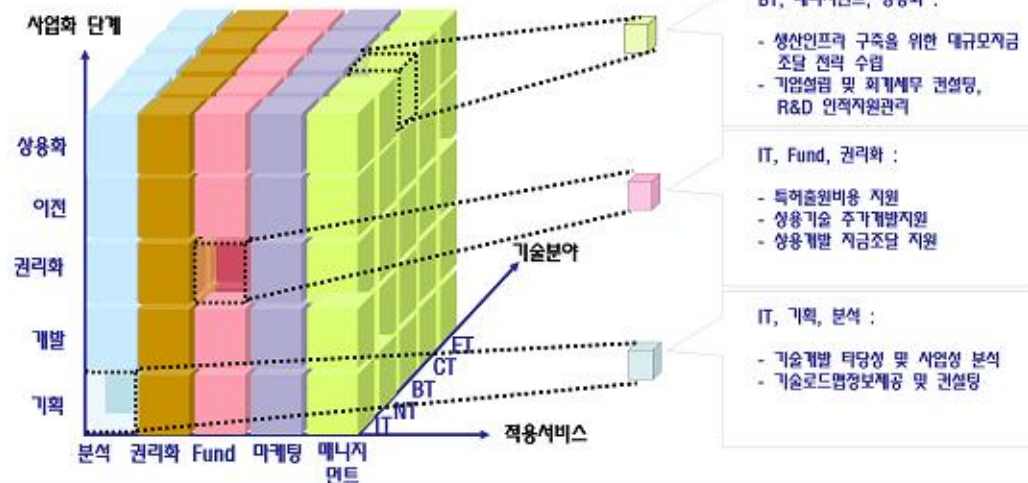 사업화 단계
상용화
이전
권리화
개발
기획
분석 권리화 Fund 마케팅 매니지
먼트
적용서비스
기술분야
ET
CT
BT
NT
IT
- 생산인프라 구축을 위한 대규모자금
조달 전략 수립
- 기업설립 및 회계세무 컨설팅,
R&D 인적자원관리
IT, Fund, 권리화 :
- 특허출원비용 지원
- 상용기술 추가개발지원
- 상용개발 자금조달 지원
IT, 기획, 분석 :
- 기술개발 타당성 및 사업성 분석
- 기술로드맵정보제공 및 컨설팅